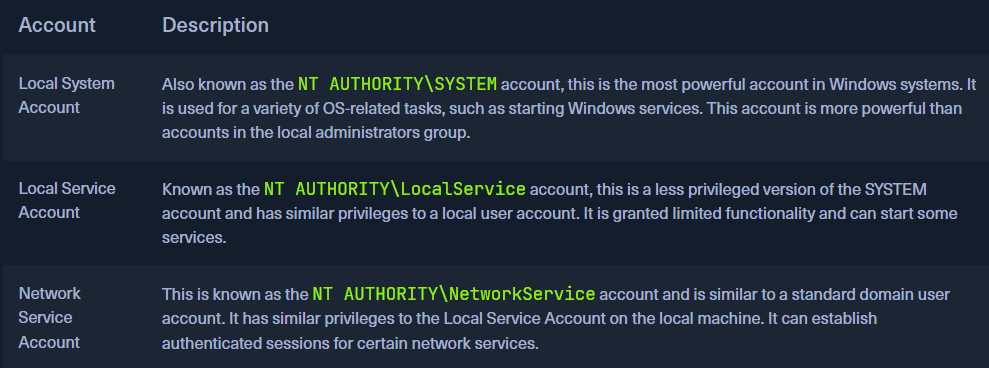 Account Description
Local System Also known as the NT AUTHORITY\SYSTEM account, this is the most powerful account in Windows systems. It
Account is used for a variety of OS-related tasks, such as starting Windows services. This account is more powerful than
accounts in the local administrators group.
Local Service Known as the NT AUTHORITY\LocalService account, this is a less privileged version of the SYSTEM
Account account and has similar privileges to a local user account. It is granted limited functionality and can start some
services.
Network This is known as the NT AUTHORITY\NetworkService account and is similar to a standard domain user
Service account. It has similar privileges to the Local Service Account on the local machine. It can establish
Account authenticated sessions for certain network services.